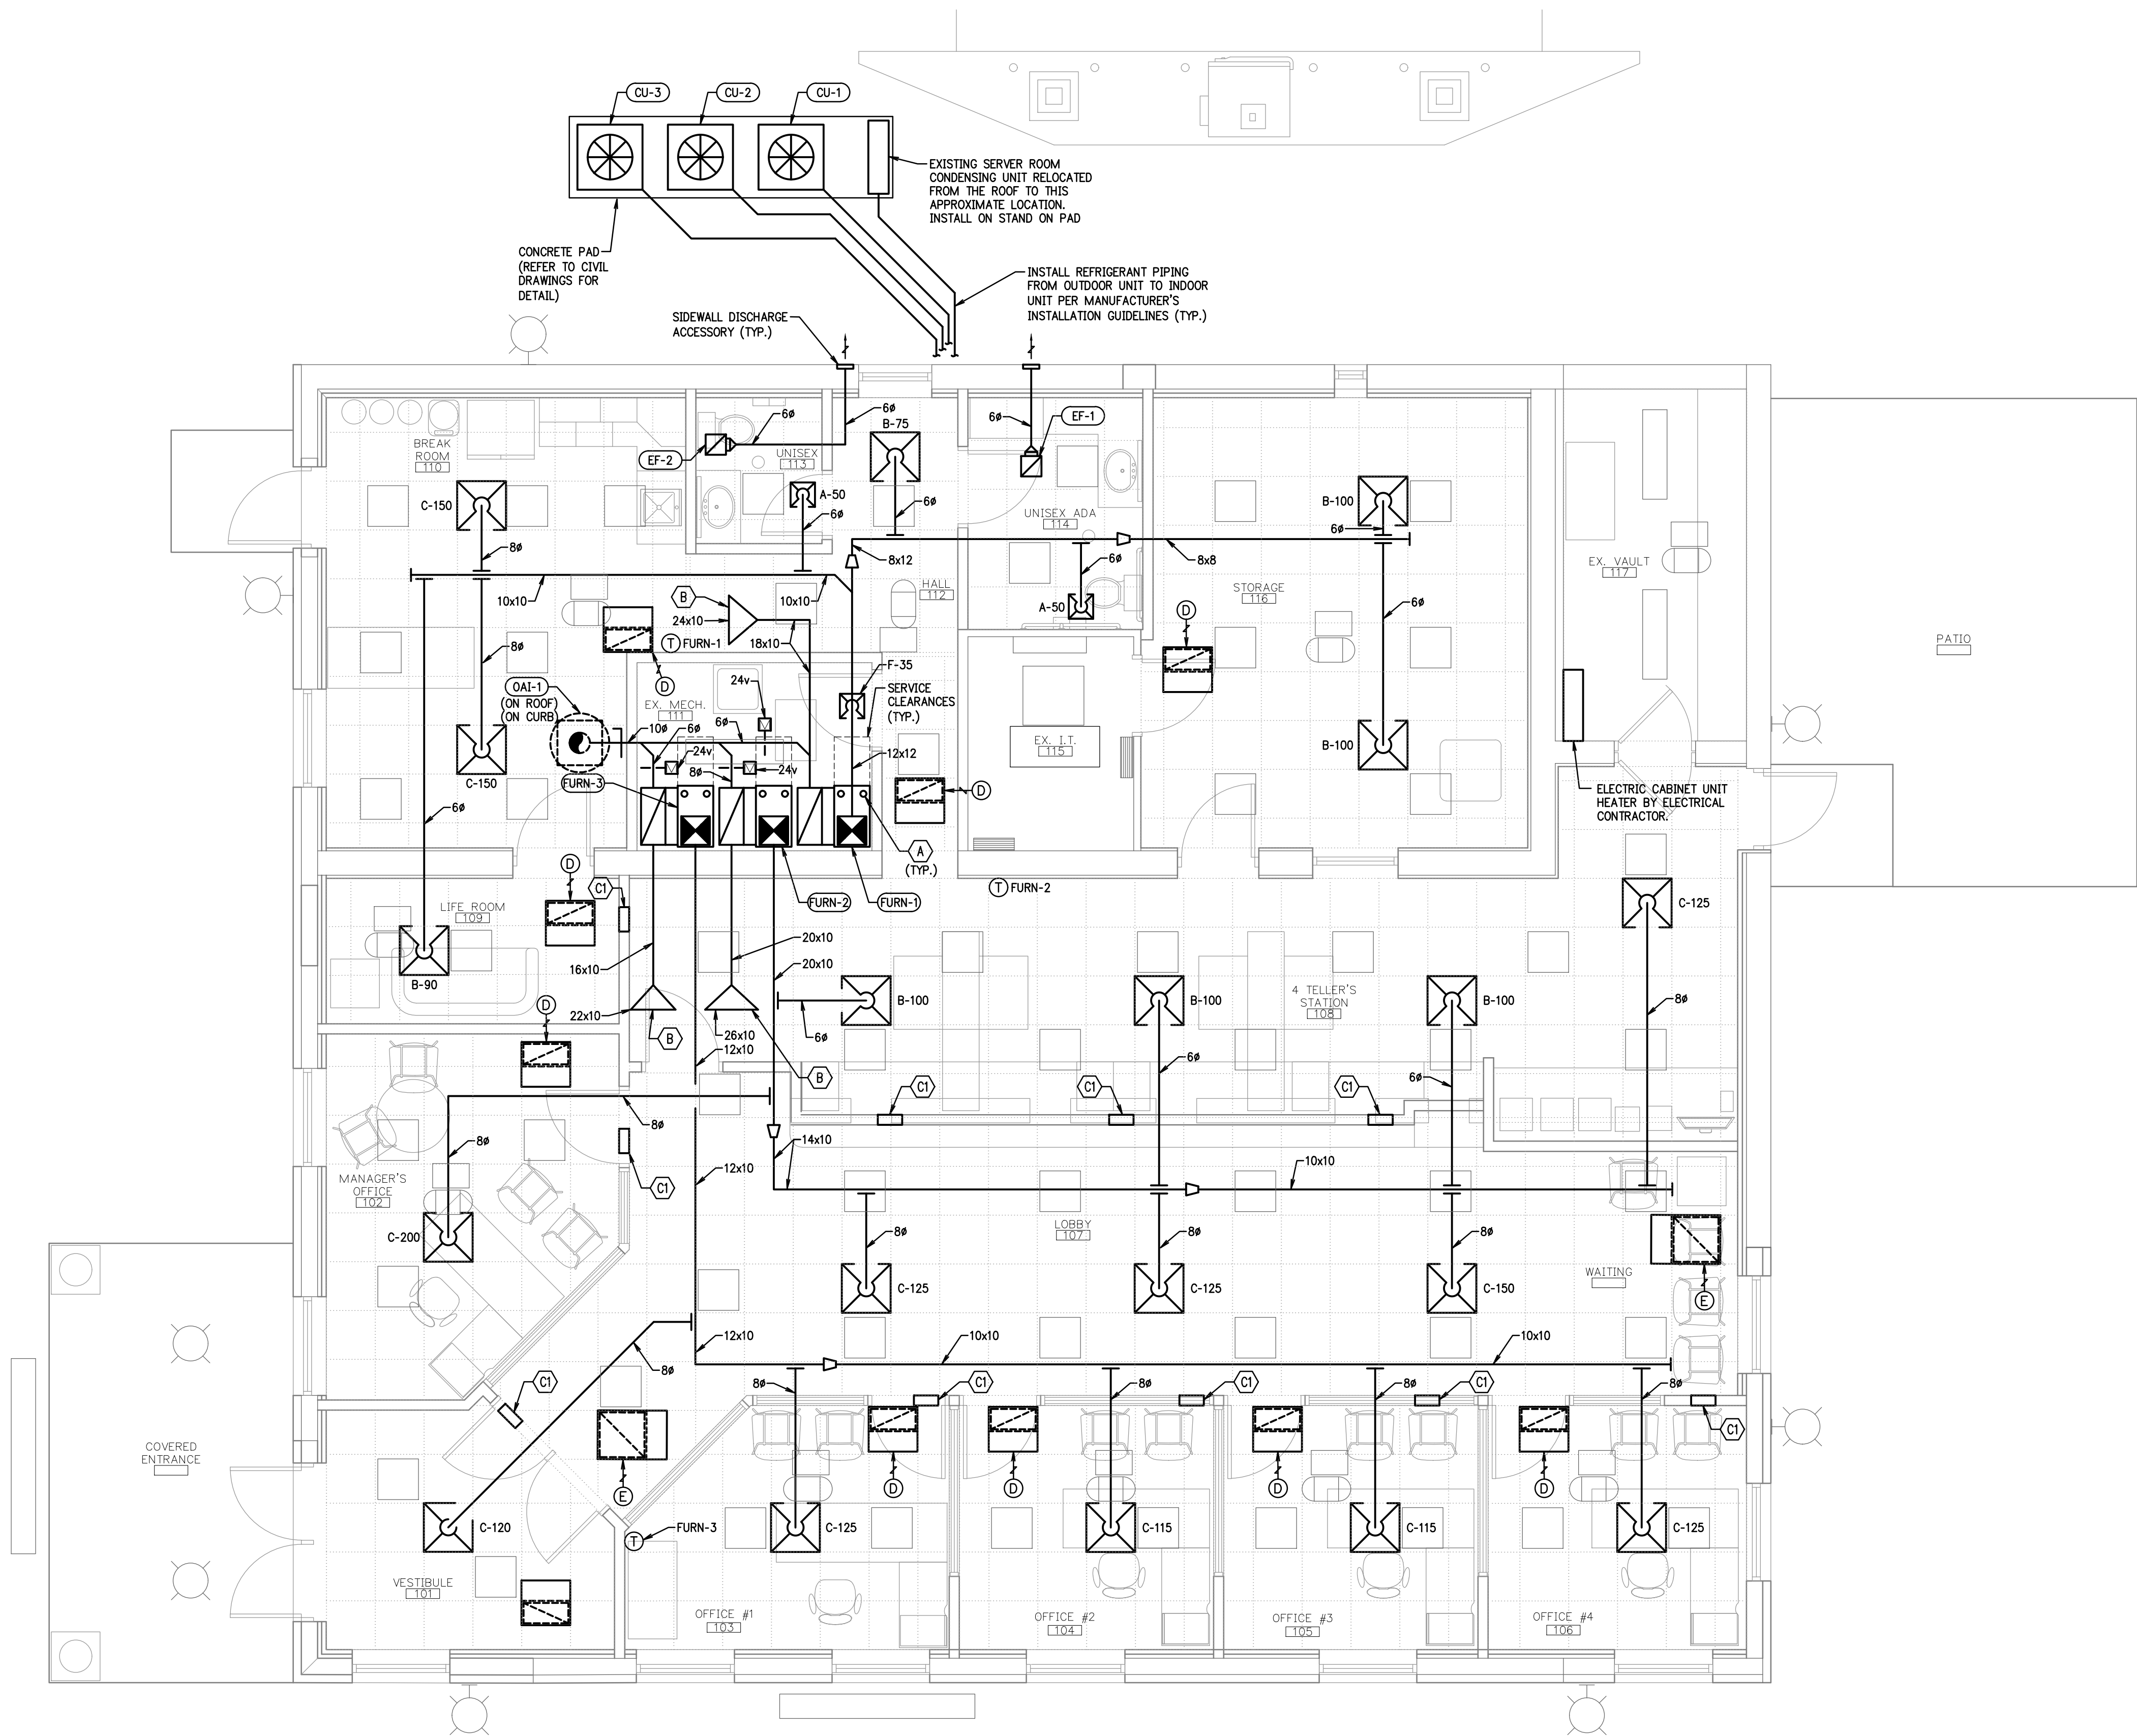 CU-3
CU-2
CU-1
EXISTING SERVER ROOM
CONDENSING UNIT RELOCATED
FROM THE ROOF TO THIS
APPROXIMATE LOCATION.
INSTALL ON STAND ON PAD
CONCRETE PAD
(REFER TO CIVIL
DRAWINGS FOR
DETAIL)
INSTALL REFRIGERANT PIPING
FROM OUTDOOR UNIT TO INDOOR
UNIT PER MANUFACTURER'S
INSTALLATION GUIDELINES (TYP.)
SIDEWALL DISCHARGE
ACCESSORY (TYP.)
6ø
6ø
B-75
6ø
EF-1
BREAK
ROOM
110
EF-2
UNISEX
113
C-150
A-50
6ø
6ø
UNISEX ADA
114
B-100
6ø
8ø
8x12
6ø
8x8
EX. VAULT
117
10x10
B
24x10
10x10
HALL
112
A-50
STORAGE
116
D
6ø
T
FURN-1
18x10
PATIO
8ø
D
F-35
SERVICE
CLEARANCES
(TYP.)
OAI-1
(ON ROOF)
(ON CURB)
24v
EX. MECH.
111
10ø
6ø
6ø
EX. I.T.
115
B-100
C-150
24v
8ø
24v
12x12
FURN-3
D
ELECTRIC CABINET UNIT
HEATER BY ELECTRICAL
CONTRACTOR.
6ø
A
(TYP.)
D
C1
T
FURN-2
FURN-2
FURN-1
LIFE ROOM
109
C-125
20x10
16x10
20x10
B-90
B-100
B-100
4 TELLER'S
STATION
108
B-100
8ø
D
22x10
B
26x10
6ø
12x10
B
6ø
6ø
C1
C1
C1
8ø
8ø
14x10
12x10
10x10
MANAGER'S
OFFICE
102
C1
C-200
LOBBY
107
8ø
8ø
8ø
WAITING
C-125
C-125
C-150
E
12x10
10x10
10x10
8ø
8ø
8ø
8ø
8ø
C1
C1
C1
C1
C1
COVERED
ENTRANCE
E
D
D
D
D
C-120
T
FURN-3
C-125
C-115
C-115
C-125
VESTIBULE
101
OFFICE #1
103
OFFICE #2
104
OFFICE #3
105
OFFICE #4
106